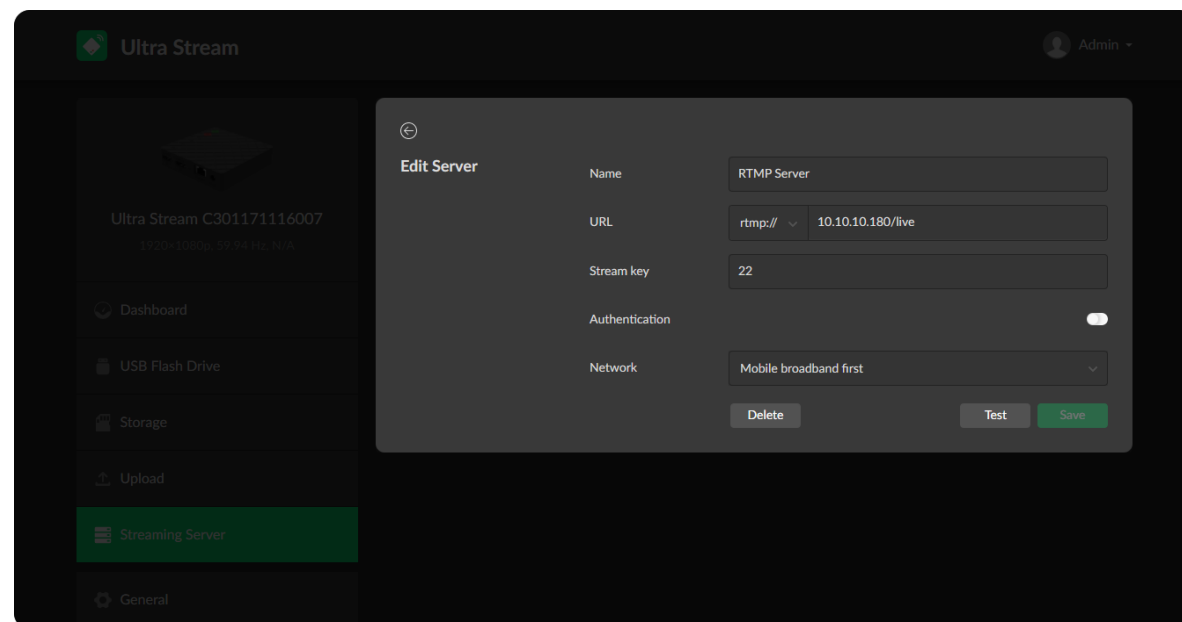 Ultra Stream
Admin
Ultra Stream C301171116007
1920×1080p, 59.94 Hz, N/A
Dashboard
USB Flash Drive
Storage
Upload
Streaming Server
General
Edit Server
Name
RTMP Server
URL
rtmp://
10.10.10.180/live
Stream key
22
Authentication
Network
Mobile broadband first
Delete
Test
Save